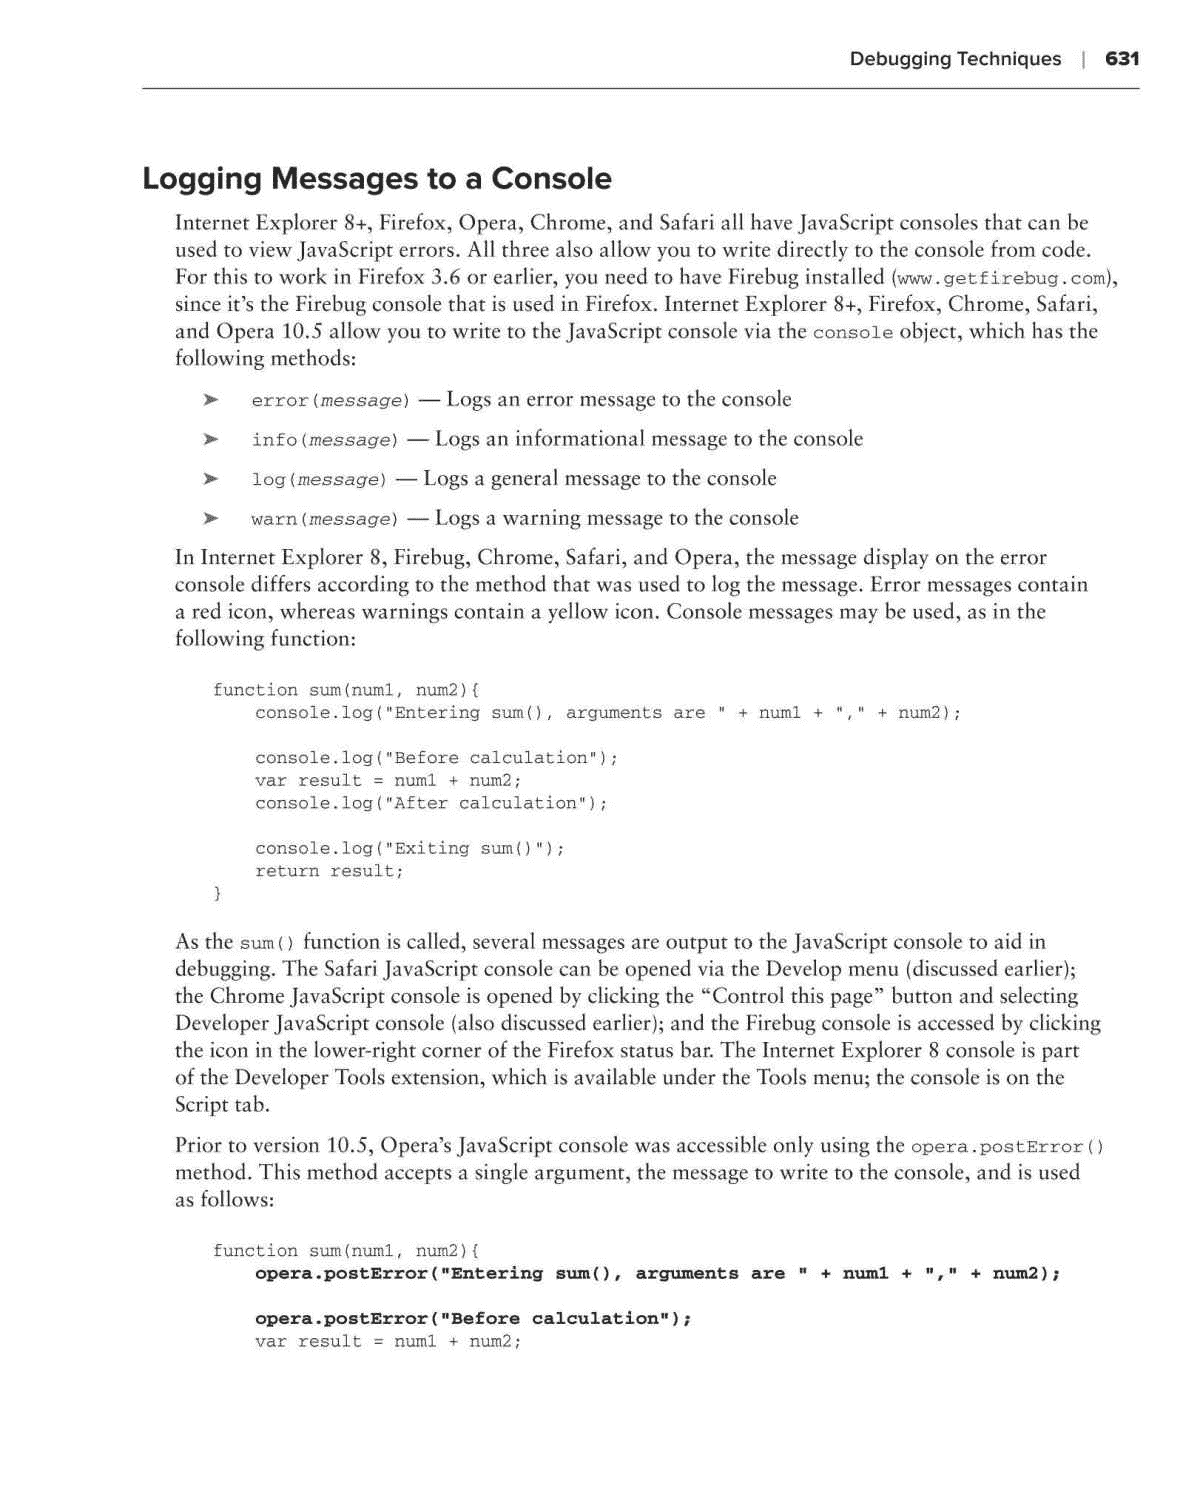 Debugging Techniques | 631
Logging Messages to a Console
Internet Explorer 8+, Firefox, Opera, Chrome, and Safari all have JavaScript consoles that can be
used to view JavaScript errors. All three also allow you to write directly to the console from code.
For this to work in Firefox 3.6 or earlier, you need to have Firebug installed (www.getfirebug.com),
since it’s the Firebug console that is used in Firefox. Internet Explorer 8+, Firefox, Chrome, Safari,
and Opera 10.5 allow you to write to the JavaScript console via the console object, which has the
following methods:
➤ error(message) — Logs an error message to the console
➤ info(message) — Logs an informational message to the console
➤ log(message) — Logs a general message to the console
➤ warn(message) — Logs a warning message to the console
In Internet Explorer 8, Firebug, Chrome, Safari, and Opera, the message display on the error
console differs according to the method that was used to log the message. Error messages contain
a red icon, whereas warnings contain a yellow icon. Console messages may be used, as in the
following function:
function sum(num1, num2){
    console.log("Entering sum(), arguments are " + num1 + "," + num2);
    console.log("Before calculation");
    var result = num1 + num2;
    console.log("After calculation");
    console.log("Exiting sum()");
    return result;
}
As the sum() function is called, several messages are output to the JavaScript console to aid in
debugging. The Safari JavaScript console can be opened via the Develop menu (discussed earlier);
the Chrome JavaScript console is opened by clicking the “Control this page” button and selecting
Developer JavaScript console (also discussed earlier); and the Firebug console is accessed by clicking
the icon in the lower-right corner of the Firefox status bar. The Internet Explorer 8 console is part
of the Developer Tools extension, which is available under the Tools menu; the console is on the
Script tab.
Prior to version 10.5, Opera’s JavaScript console was accessible only using the opera.postError()
method. This method accepts a single argument, the message to write to the console, and is used
as follows:
function sum(num1, num2){
    opera.postError("Entering sum(), arguments are " + num1 + "," + num2);
    opera.postError("Before calculation");
    var result = num1 + num2;